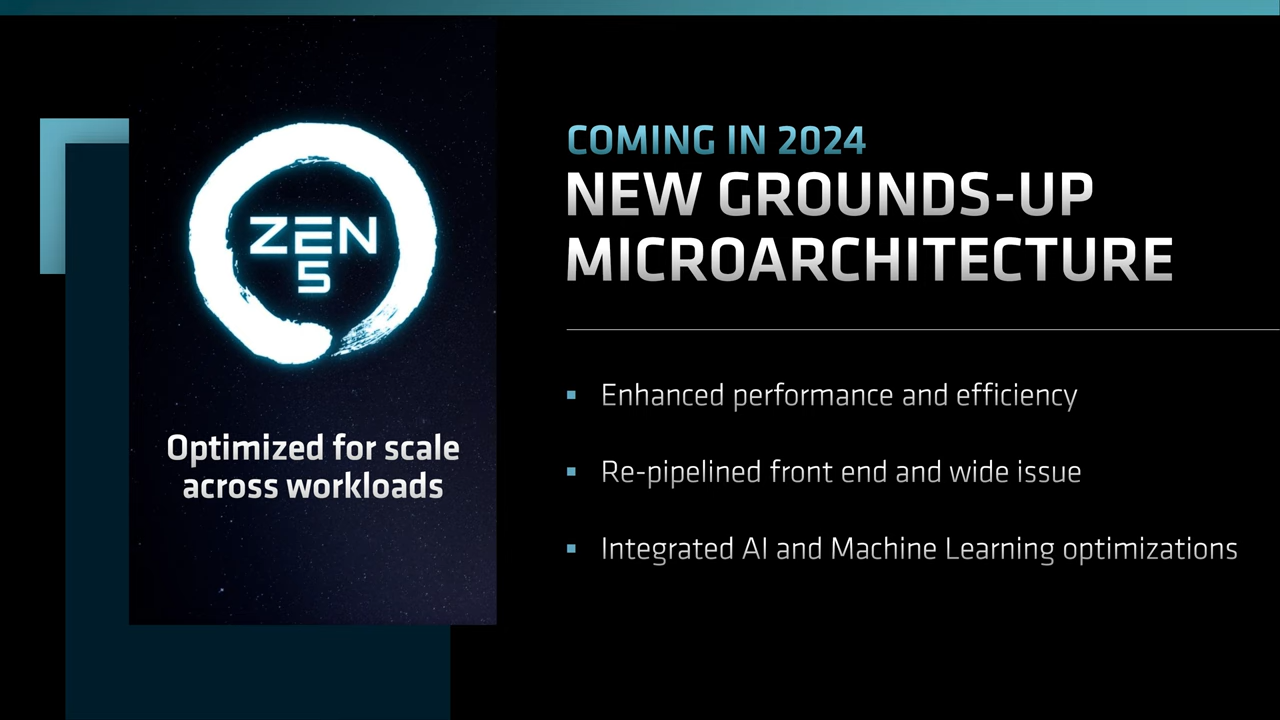 ZEN
5
Optimized for scale
across workloads
COMING IN 2024
NEW GROUNDS-UP
MICROARCHITECTURE
Enhanced performance and efficiency
Re-pipelined front end and wide issue
Integrated AI and Machine Learning optimizations